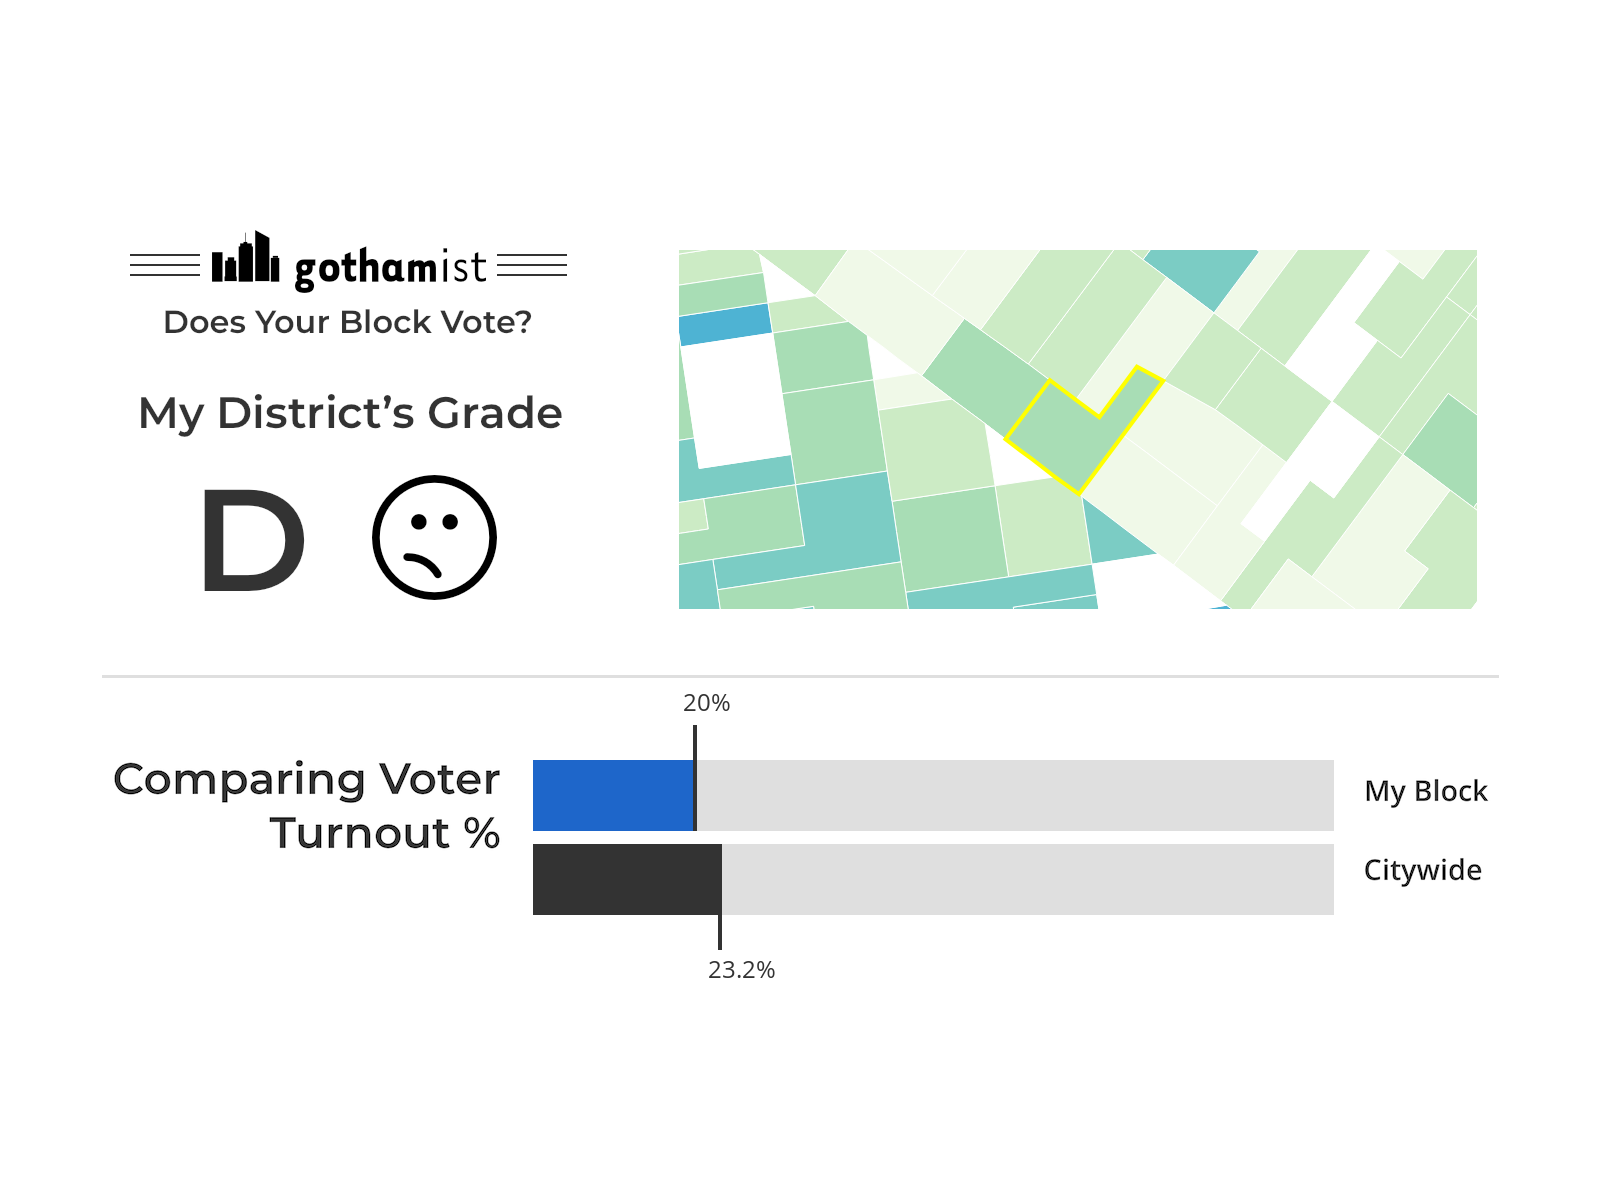 gothamist
Does Your Block Vote?
My District’s Grade
D
20%
Comparing Voter
Turnout %
My Block
Citywide
23.2%